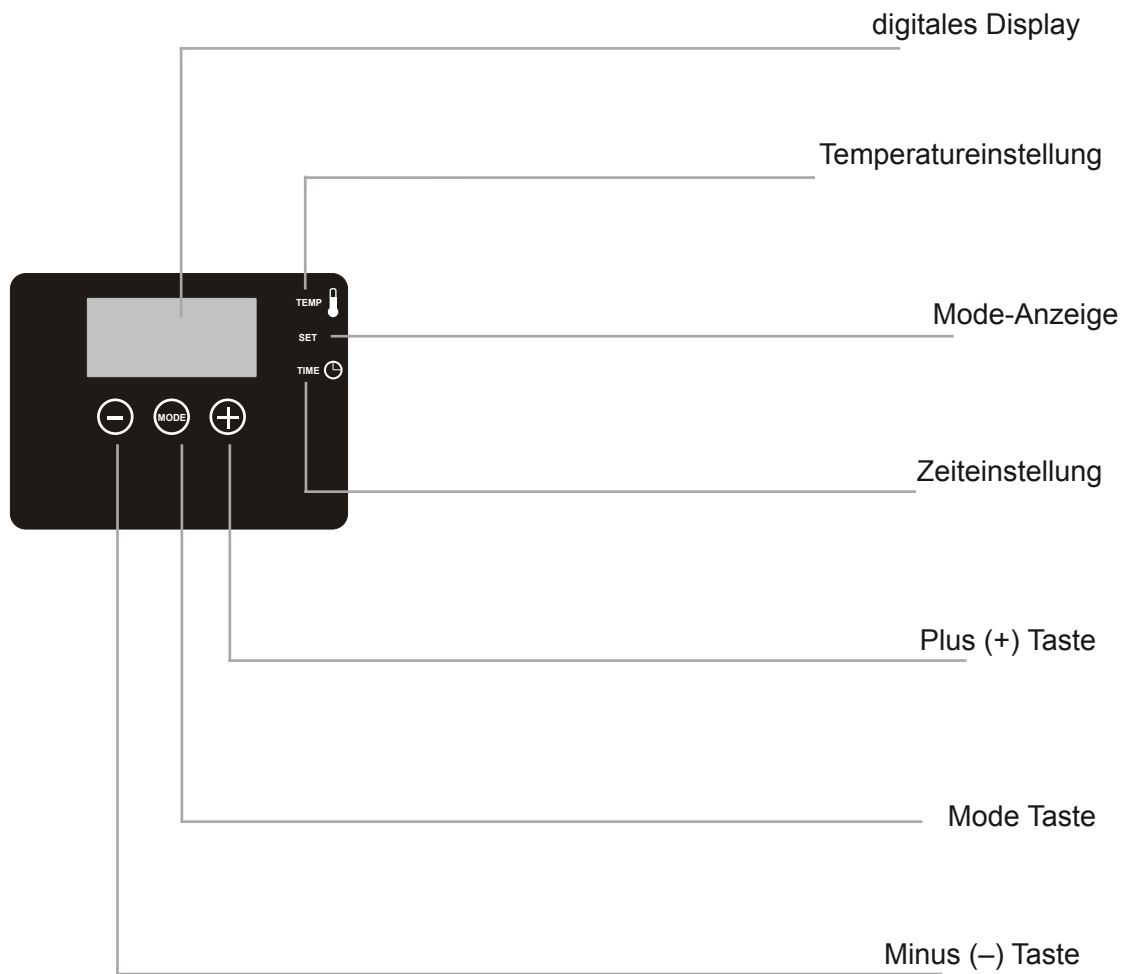 digitales Display
Temperatureinstellung
TEMP
Mode-Anzeige
SET
TIME
MODE
Zeiteinstellung
Plus (+) Taste
Mode Taste
Minus (–) Taste